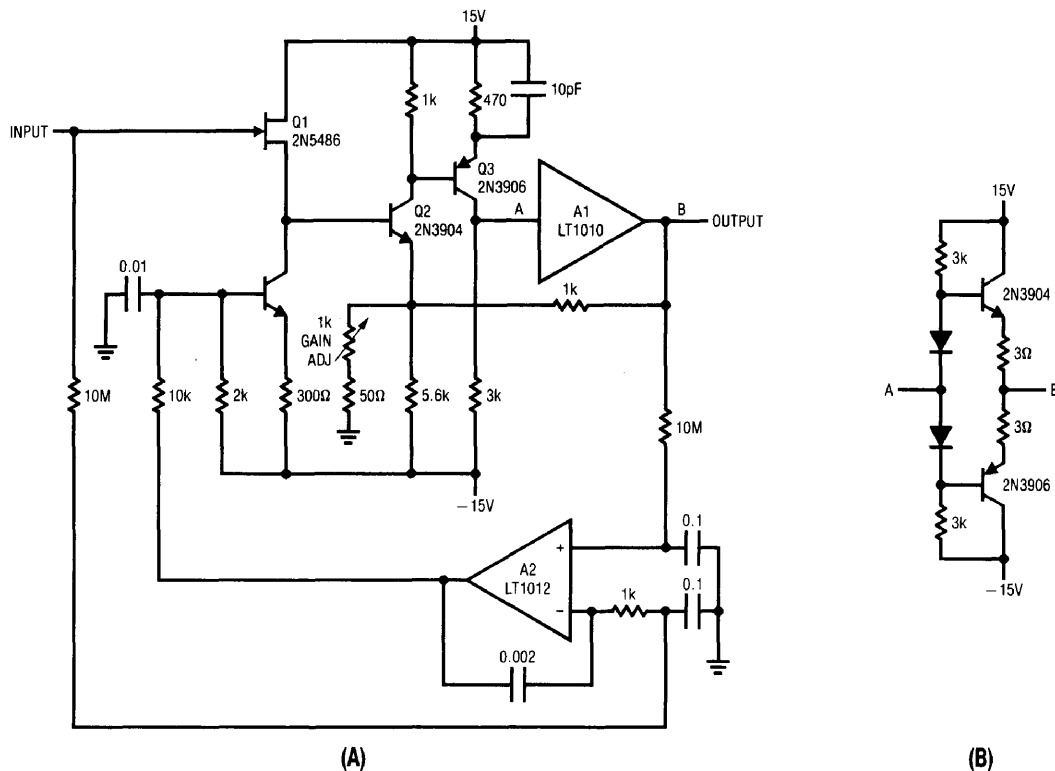 15V
1k
470
10pF
INPUT
Q1
2N5486
Q3
2N3906
A
A1
LT1010
B
OUTPUT
Q2
2N3904
0.01
1k
1k
GAIN
ADJ
10M
10k
2k
300Ω
50Ω
5.6k
3k
10M
-15V
A2
LT1012
+
−
0.1
0.1
1k
0.002
(A)
15V
3k
2N3904
3Ω
A
B
3Ω
2N3906
3k
-15V
(B)